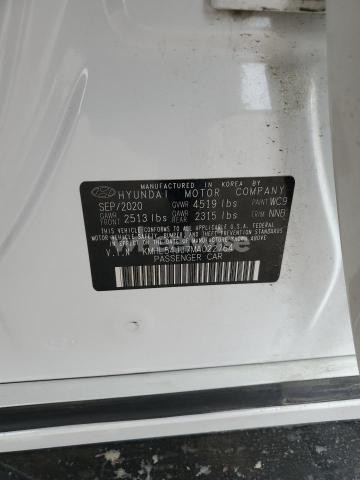 MANUFACTURED IN KOREA BY
HYUNDAI MOTOR COMPANY
SEP/2020 GVWR 4519 lbs PAINT WC9
GAWR FRONT 2513 lbs GAWR REAR 2315 lbs TRIM NNB
THIS VEHICLE CONFORMS TO ALL APPLICABLE U.S.A. FEDERAL
MOTOR VEHICLE SAFETY, BUMPER, AND THEFT PREVENTION STANDARDS
IN EFFECT ON THE DATE OF MANUFACTURE SHOWN ABOVE.
V.I.N
PASSENGER CAR